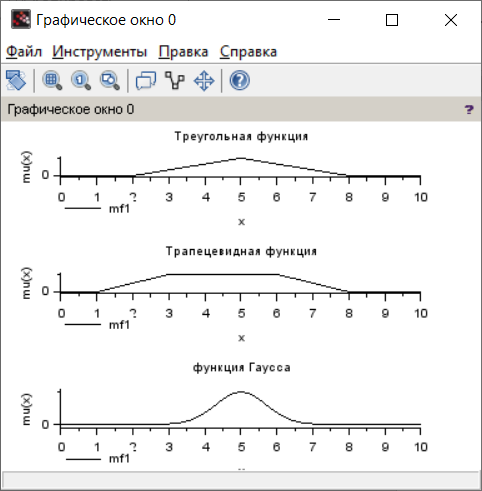 Графическое окно 0
Файл Инструменты Правка Справка
Графическое окно 0 ?
Треугольная функция
mu(x)
0
0 1 2 3 4 5 6 7 8 9 10
mf1
x
Трапецевидная функция
mu(x)
0
0 1 2 3 4 5 6 7 8 9 10
mf1
x
функция Гаусса
mu(x)
0
0 1 2 3 4 5 6 7 8 9 10
mf1